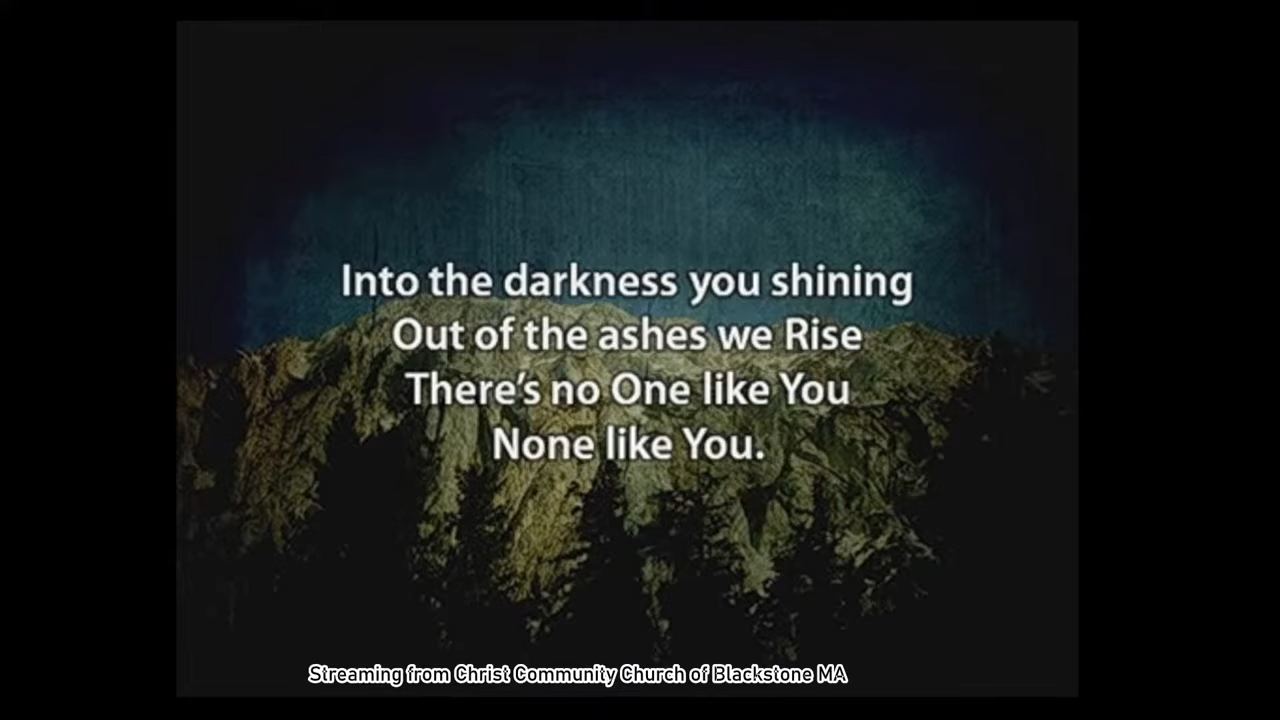 Into the darkness you shining
Out of the ashes we Rise
There's no One like You
None like You.
Streaming from Christ Community Church of Blackstone MA